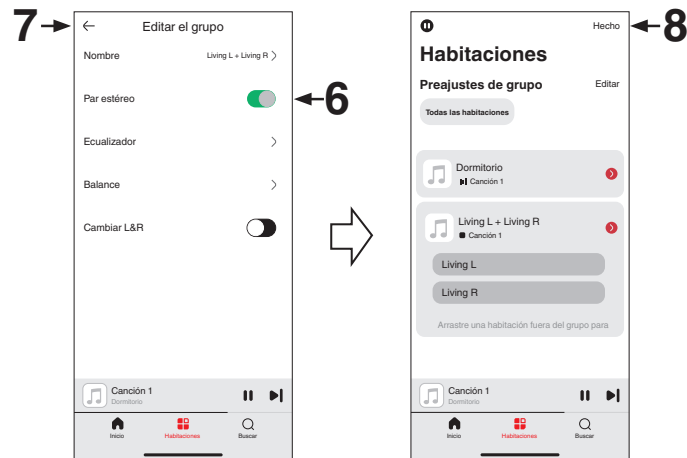 7
Editar el grupo
Nombre
Living L + Living R
Par estéreo
6
Ecualizador
Balance
Cambiar L&R
Canción 1
Dormitorio
Inicio
Habitaciones
Buscar
Hecho
8
Habitaciones
Preajustes de grupo
Editar
Todas las habitaciones
Dormitorio
Canción 1
Living L + Living R
Canción 1
Living L
Living R
Arrastre una habitación fuera del grupo para
Canción 1
Dormitorio
Inicio
Habitaciones
Buscar